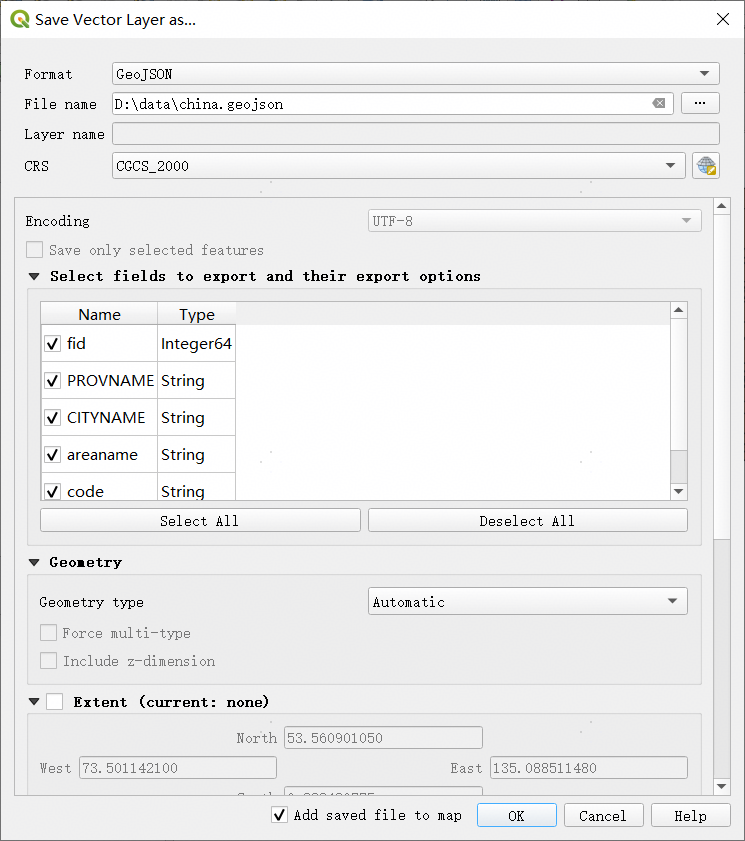 Save Vector Layer as...
Format GeoJSON
File name D:\data\china.geojson ...
Layer name
CRS CGCS_2000
Encoding UTF-8
Save only selected features
Select fields to export and their export options
Name Type
fid Integer64
PROVNAME String
CITYNAME String
areaname String
code String
Select All Deselect All
Geometry
Geometry type Automatic
Force multi-type
Include z-dimension
Extent (current: none)
North 53.560901050
West 73.501142100 East 135.088511480
Add saved file to map OK Cancel Help